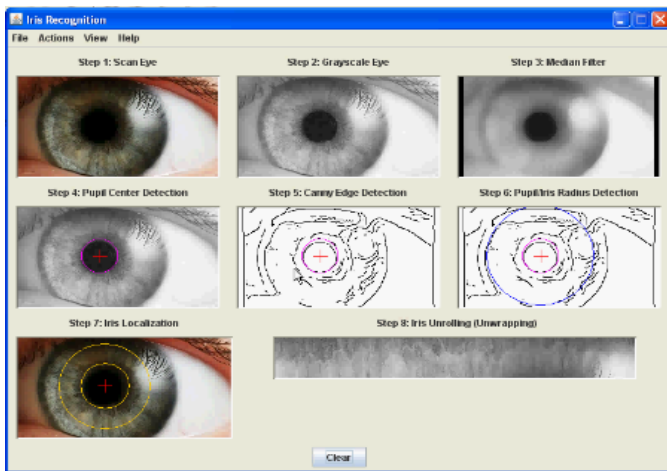 Iris Recognition
File Actions View Help
Step 1: Scan Eye
Step 2: Grayscale Eye
Step 3: Median Filter
Step 4: Pupil Center Detection
Step 5: Canny Edge Detection
Step 6: Pupil/Iris Radius Detection
Step 7: Iris Localization
Step 8: Iris Unrolling (Unwrapping)
Clear